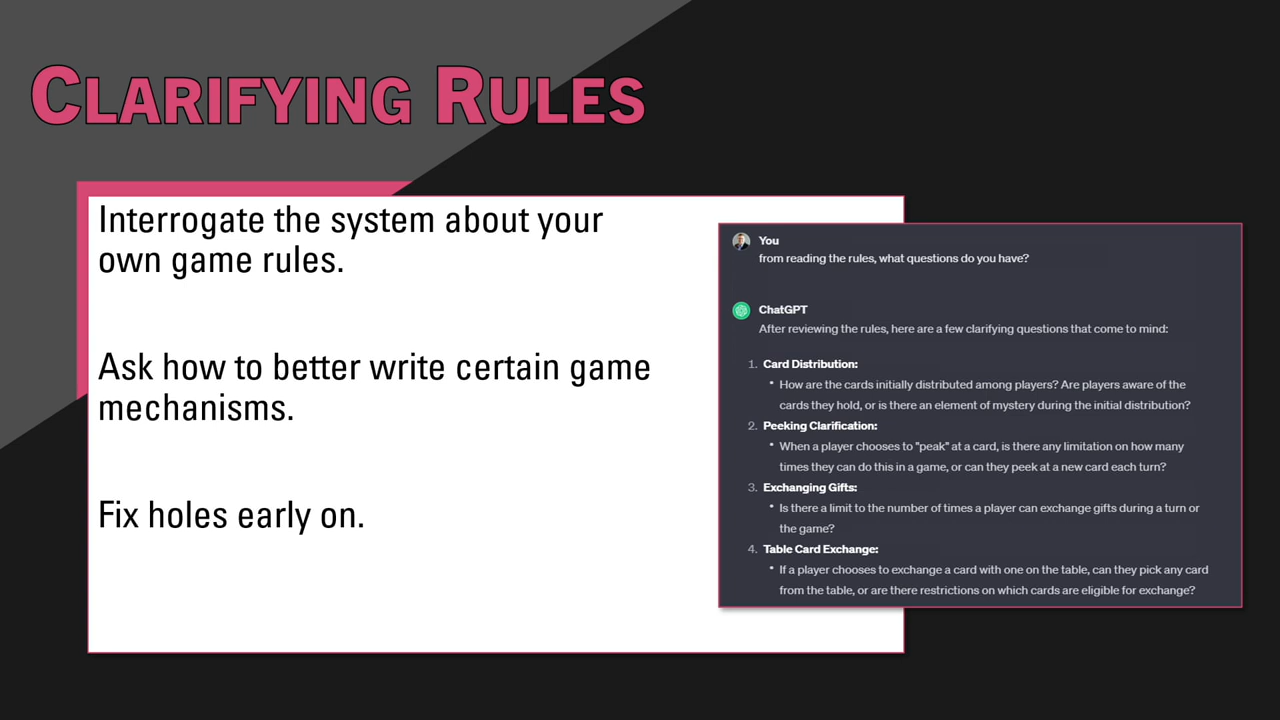 CLARIFYING RULES
Interrogate the system about your
own game rules.
Ask how to better write certain game
mechanisms.
Fix holes early on.
You
from reading the rules, what questions do you have?
ChatGPT
After reviewing the rules, here are a few clarifying questions that come to mind:
1. Card Distribution:
• How are the cards initially distributed among players? Are players aware of the
cards they hold, or is there an element of mystery during the initial distribution?
2. Peeking Clarification:
• When a player chooses to "peak" at a card, is there any limitation on how many
times they can do this in a game, or can they peek at a new card each turn?
3. Exchanging Gifts:
• Is there a limit to the number of times a player can exchange gifts during a turn or
the game?
4. Table Card Exchange:
• If a player chooses to exchange a card with one on the table, can they pick any card
from the table, or are there restrictions on which cards are eligible for exchange?